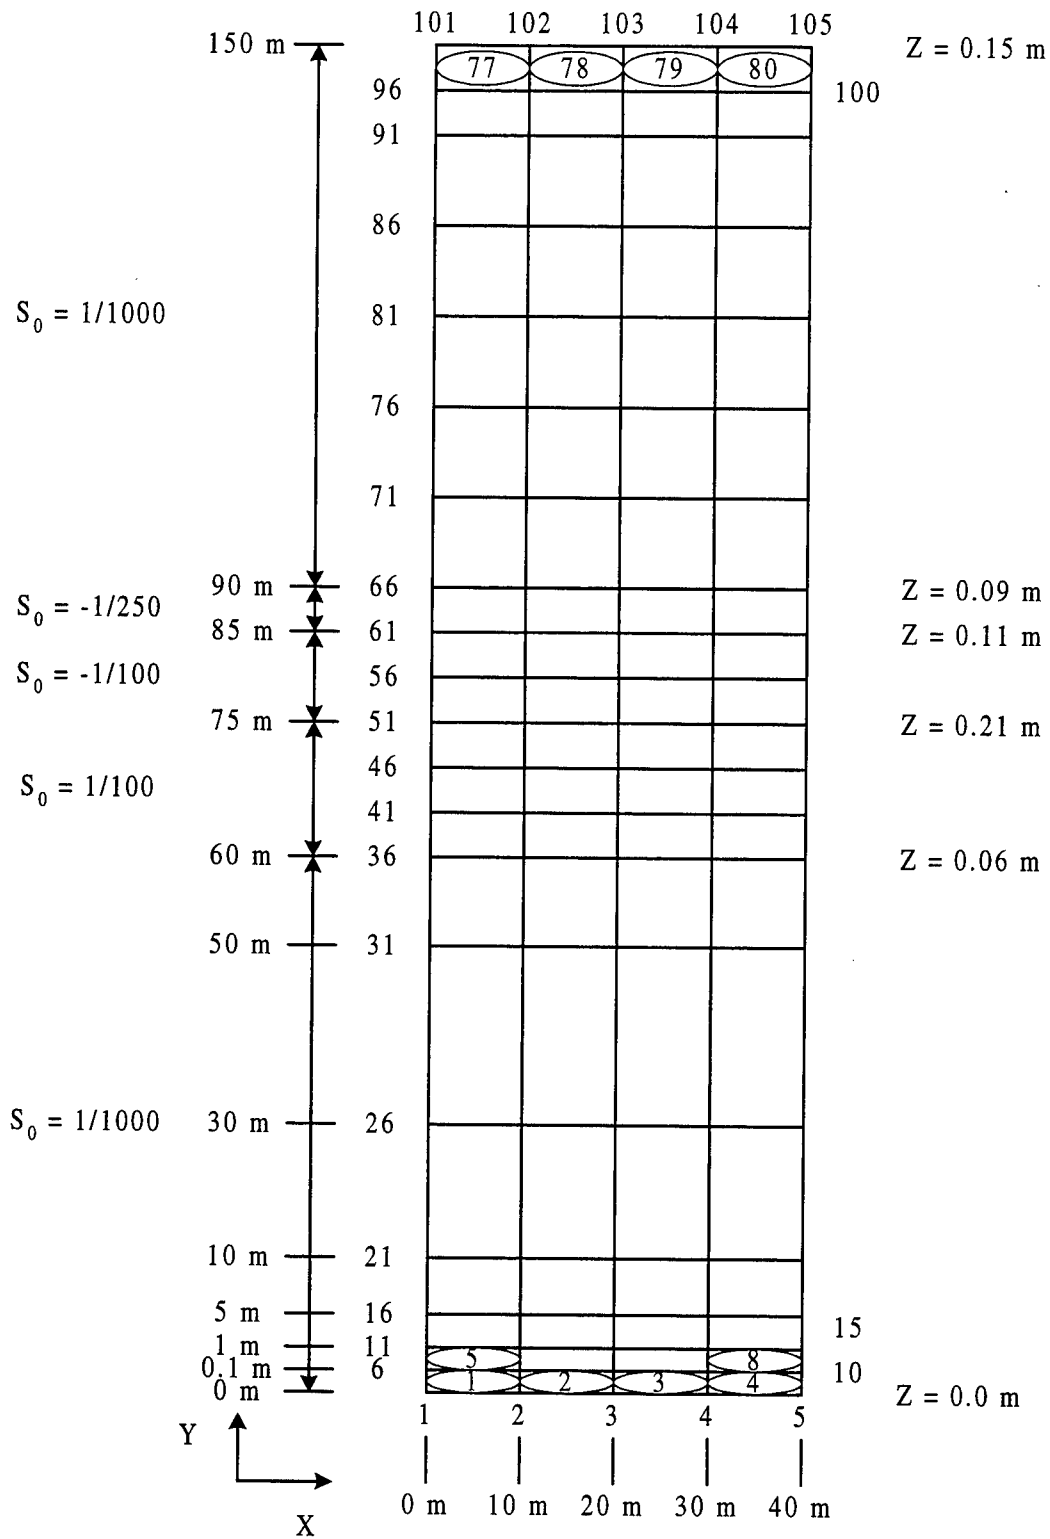 101 102 103 104 105
150 m Z = 0.15 m
77 78 79 80
96 100
91
86
S₀ = 1/1000 81
76
71
90 m 66 Z = 0.09 m
S₀ = -1/250
85 m 61 Z = 0.11 m
S₀ = -1/100 56
75 m 51 Z = 0.21 m
46
S₀ = 1/100
41
60 m 36 Z = 0.06 m
50 m 31
S₀ = 1/1000 30 m 26
10 m 21
5 m 16
15
1 m 11
5 8
0.1 m 6 10
1 2 3 4
0 m Z = 0.0 m
1 2 3 4 5
Y
0 m 10 m 20 m 30 m 40 m
X